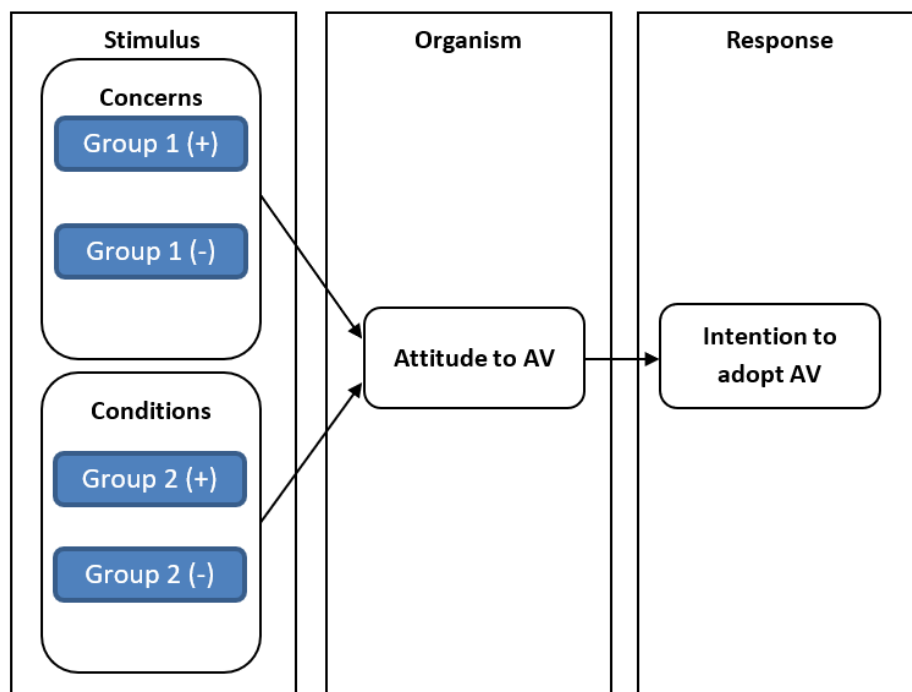 Stimulus
Concerns
Group 1 (+)
Group 1 (-)
Conditions
Group 2 (+)
Group 2 (-)
Organism
Attitude to AV
Response
Intention to
adopt AV